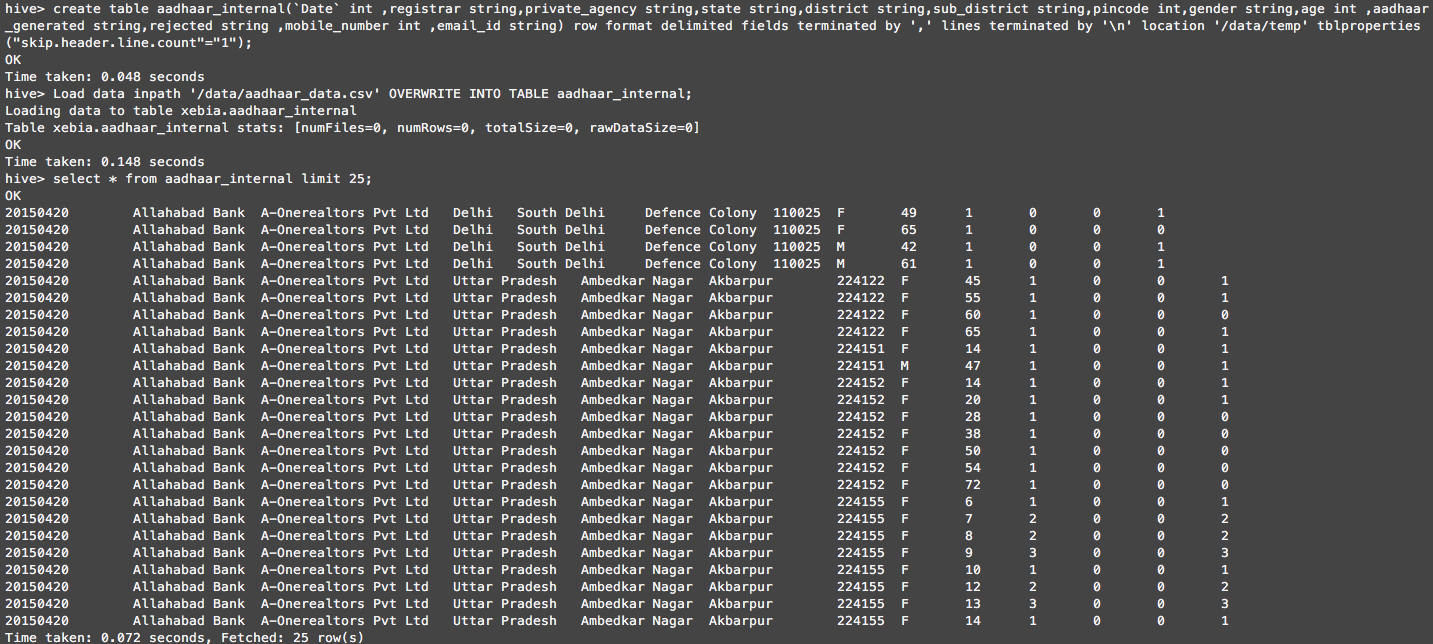 hive> create table aadhaar_internal(`Date` int ,registrar string,private_agency string,state string,district string,sub_district string,pincode int,gender string,age int ,aadhaar
_generated string,rejected string ,mobile_number int ,email_id string) row format delimited fields terminated by ',' lines terminated by '\n' location '/data/temp' tblproperties
("skip.header.line.count"="1");
OK
Time taken: 0.048 seconds
hive> Load data inpath '/data/aadhaar_data.csv' OVERWRITE INTO TABLE aadhaar_internal;
Loading data to table xebia.aadhaar_internal
Table xebia.aadhaar_internal stats: [numFiles=0, numRows=0, totalSize=0, rawDataSize=0]
OK
Time taken: 0.148 seconds
hive> select * from aadhaar_internal limit 25;
OK
20150420 Allahabad Bank A-Onerealtors Pvt Ltd Delhi South Delhi Defence Colony 110025 F 49 1 0 0 1
20150420 Allahabad Bank A-Onerealtors Pvt Ltd Delhi South Delhi Defence Colony 110025 F 65 1 0 0 0
20150420 Allahabad Bank A-Onerealtors Pvt Ltd Delhi South Delhi Defence Colony 110025 M 42 1 0 0 1
20150420 Allahabad Bank A-Onerealtors Pvt Ltd Delhi South Delhi Defence Colony 110025 M 61 1 0 0 1
20150420 Allahabad Bank A-Onerealtors Pvt Ltd Uttar Pradesh Ambedkar Nagar Akbarpur 224122 F 45 1 0 0 1
20150420 Allahabad Bank A-Onerealtors Pvt Ltd Uttar Pradesh Ambedkar Nagar Akbarpur 224122 F 55 1 0 0 1
20150420 Allahabad Bank A-Onerealtors Pvt Ltd Uttar Pradesh Ambedkar Nagar Akbarpur 224122 F 60 1 0 0 0
20150420 Allahabad Bank A-Onerealtors Pvt Ltd Uttar Pradesh Ambedkar Nagar Akbarpur 224122 F 65 1 0 0 1
20150420 Allahabad Bank A-Onerealtors Pvt Ltd Uttar Pradesh Ambedkar Nagar Akbarpur 224151 F 14 1 0 0 1
20150420 Allahabad Bank A-Onerealtors Pvt Ltd Uttar Pradesh Ambedkar Nagar Akbarpur 224151 M 47 1 0 0 1
20150420 Allahabad Bank A-Onerealtors Pvt Ltd Uttar Pradesh Ambedkar Nagar Akbarpur 224152 F 14 1 0 0 1
20150420 Allahabad Bank A-Onerealtors Pvt Ltd Uttar Pradesh Ambedkar Nagar Akbarpur 224152 F 20 1 0 0 1
20150420 Allahabad Bank A-Onerealtors Pvt Ltd Uttar Pradesh Ambedkar Nagar Akbarpur 224152 F 28 1 0 0 0
20150420 Allahabad Bank A-Onerealtors Pvt Ltd Uttar Pradesh Ambedkar Nagar Akbarpur 224152 F 38 1 0 0 0
20150420 Allahabad Bank A-Onerealtors Pvt Ltd Uttar Pradesh Ambedkar Nagar Akbarpur 224152 F 50 1 0 0 0
20150420 Allahabad Bank A-Onerealtors Pvt Ltd Uttar Pradesh Ambedkar Nagar Akbarpur 224152 F 54 1 0 0 0
20150420 Allahabad Bank A-Onerealtors Pvt Ltd Uttar Pradesh Ambedkar Nagar Akbarpur 224152 F 72 1 0 0 0
20150420 Allahabad Bank A-Onerealtors Pvt Ltd Uttar Pradesh Ambedkar Nagar Akbarpur 224155 F 6 1 0 0 1
20150420 Allahabad Bank A-Onerealtors Pvt Ltd Uttar Pradesh Ambedkar Nagar Akbarpur 224155 F 7 2 0 0 2
20150420 Allahabad Bank A-Onerealtors Pvt Ltd Uttar Pradesh Ambedkar Nagar Akbarpur 224155 F 8 2 0 0 2
20150420 Allahabad Bank A-Onerealtors Pvt Ltd Uttar Pradesh Ambedkar Nagar Akbarpur 224155 F 9 3 0 0 3
20150420 Allahabad Bank A-Onerealtors Pvt Ltd Uttar Pradesh Ambedkar Nagar Akbarpur 224155 F 10 1 0 0 1
20150420 Allahabad Bank A-Onerealtors Pvt Ltd Uttar Pradesh Ambedkar Nagar Akbarpur 224155 F 12 2 0 0 2
20150420 Allahabad Bank A-Onerealtors Pvt Ltd Uttar Pradesh Ambedkar Nagar Akbarpur 224155 F 13 3 0 0 3
20150420 Allahabad Bank A-Onerealtors Pvt Ltd Uttar Pradesh Ambedkar Nagar Akbarpur 224155 F 14 1 0 0 1
Time taken: 0.072 seconds, Fetched: 25 row(s)